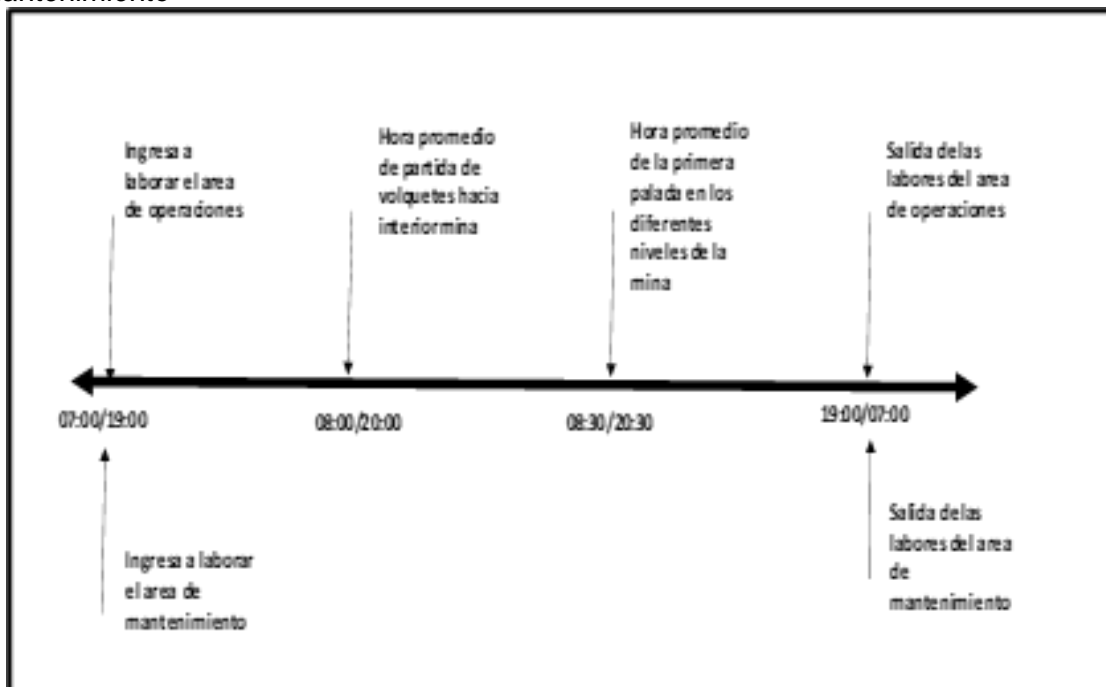 antenimiento
Ingresa a
laborar el area
de operaciones
Hora promedio
de partida de
volquetes hacia
interior mina
Hora promedio
de la primera
palada en los
diferentes
niveles de la
mina
Salida de las
labores del area
de operaciones
07:00/19:00
08:00/20:00
08:30/20:30
19:00/07:00
Ingresa a laborar
el area de
mantenimiento
Salida de las
labores del area
de
mantenimiento